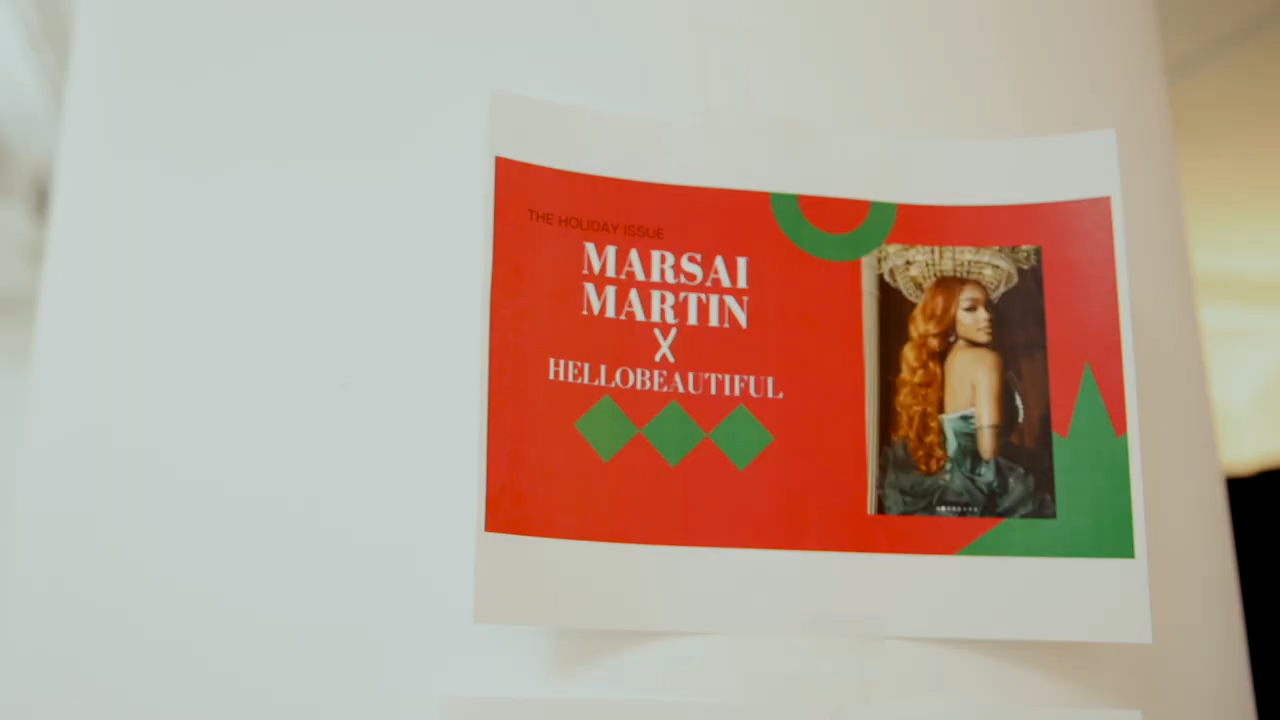 THE HOLIDAY ISSUE
MARSAI
MARTIN
X
HELLOBEAUTIFUL